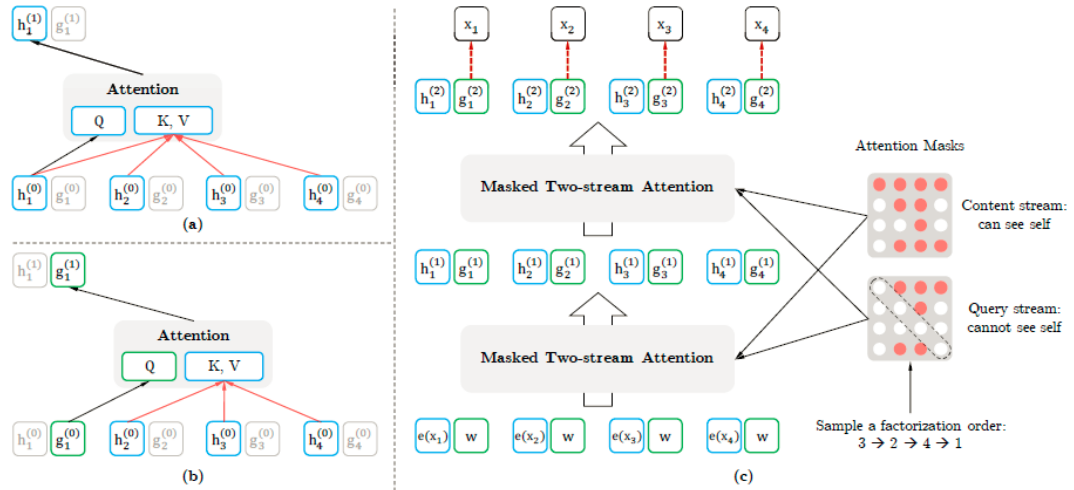 h₁⁽¹⁾ g₁⁽¹⁾
Attention
Q K, V
h₁⁽⁰⁾ g₁⁽⁰⁾ h₂⁽⁰⁾ g₂⁽⁰⁾ h₃⁽⁰⁾ g₃⁽⁰⁾ h₄⁽⁰⁾ g₄⁽⁰⁾
(a)
h₁⁽¹⁾ g₁⁽¹⁾
Attention
Q K, V
h₁⁽⁰⁾ g₁⁽⁰⁾ h₂⁽⁰⁾ g₂⁽⁰⁾ h₃⁽⁰⁾ g₃⁽⁰⁾ h₄⁽⁰⁾ g₄⁽⁰⁾
(b)
x₁ x₂ x₃ x₄
h₁⁽²⁾ g₁⁽²⁾ h₂⁽²⁾ g₂⁽²⁾ h₃⁽²⁾ g₃⁽²⁾ h₄⁽²⁾ g₄⁽²⁾
Masked Two-stream Attention
h₁⁽¹⁾ g₁⁽¹⁾ h₂⁽¹⁾ g₂⁽¹⁾ h₃⁽¹⁾ g₃⁽¹⁾ h₄⁽¹⁾ g₄⁽¹⁾
Masked Two-stream Attention
e(x₁) w e(x₂) w e(x₃) w e(x₄) w
Attention Masks
Content stream:
can see self
Query stream:
cannot see self
Sample a factorization order:
3 → 2 → 4 → 1
(c)